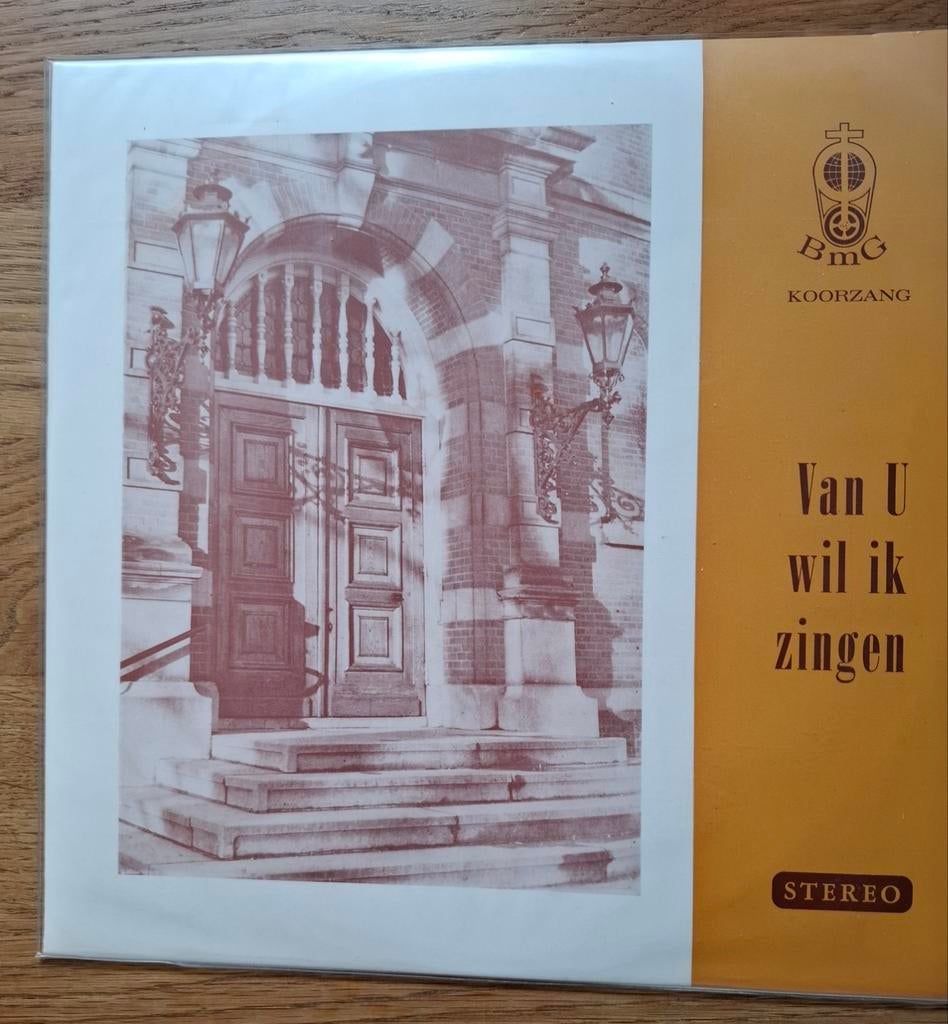 BmG
KOORZANG
Van U
wil ik
zingen
STEREO